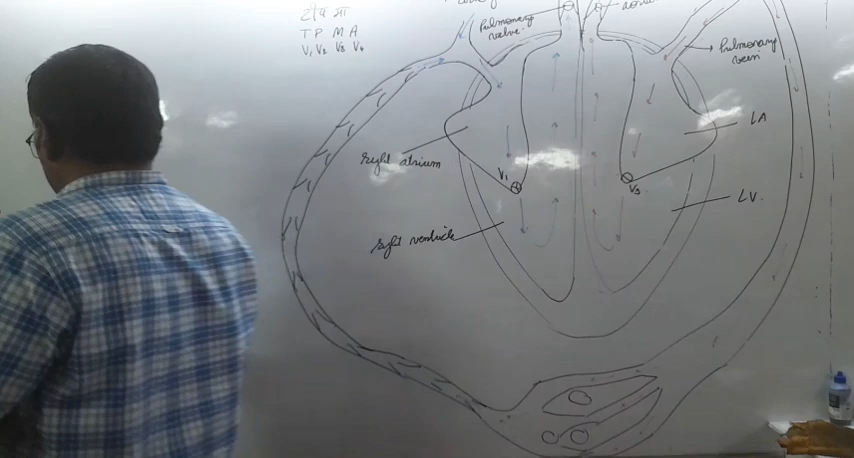 टीप मा
T P M A
V₁ V₂ V₃ V₄
Pulmonary
valve
Pulmonary
vein
right atrium
LA
V₁
V₃
LV.
right ventricle